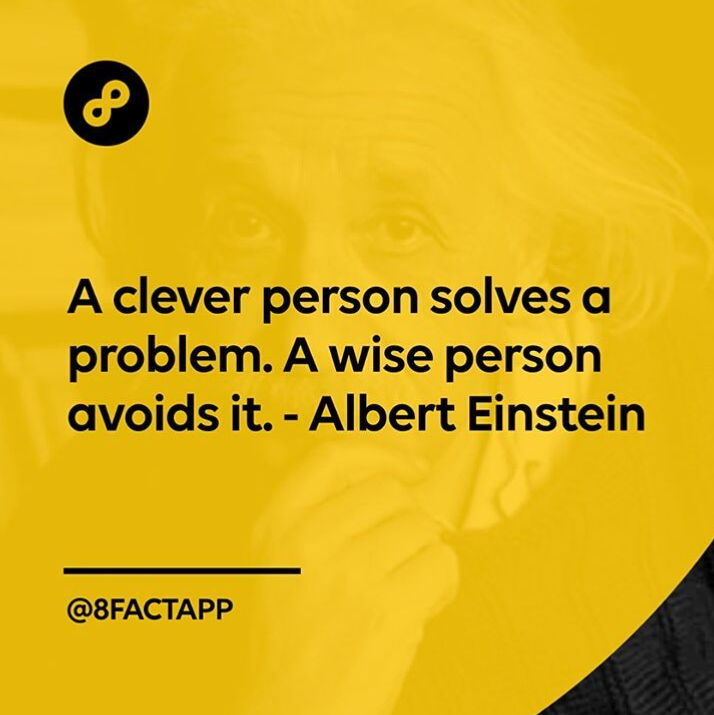 A clever person solves a
problem. A wise person
avoids it. - Albert Einstein
@8FACTAPP